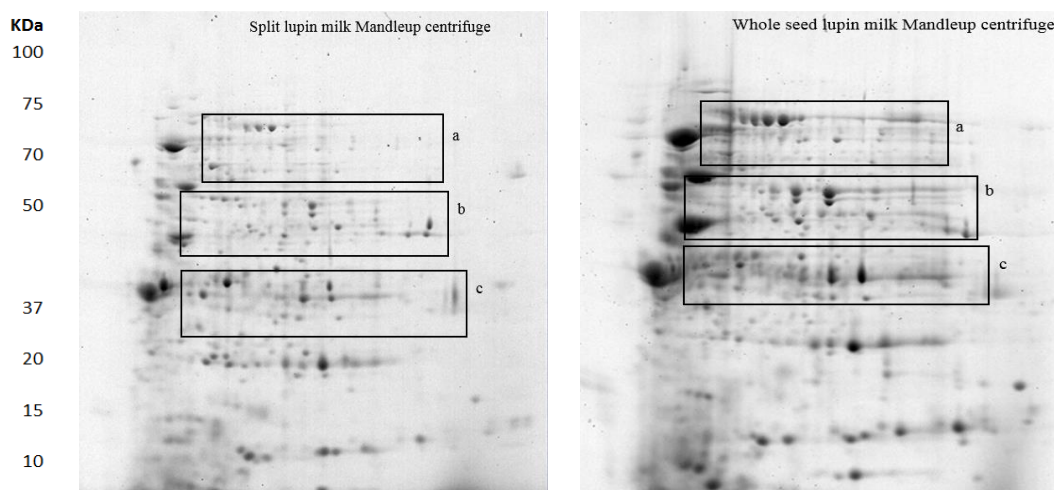 KDa
Split lupin milk Mandleup centrifuge
Whole seed lupin milk Mandleup centrifuge
100
75
70
50
37
20
15
10
a
b
c
a
b
c